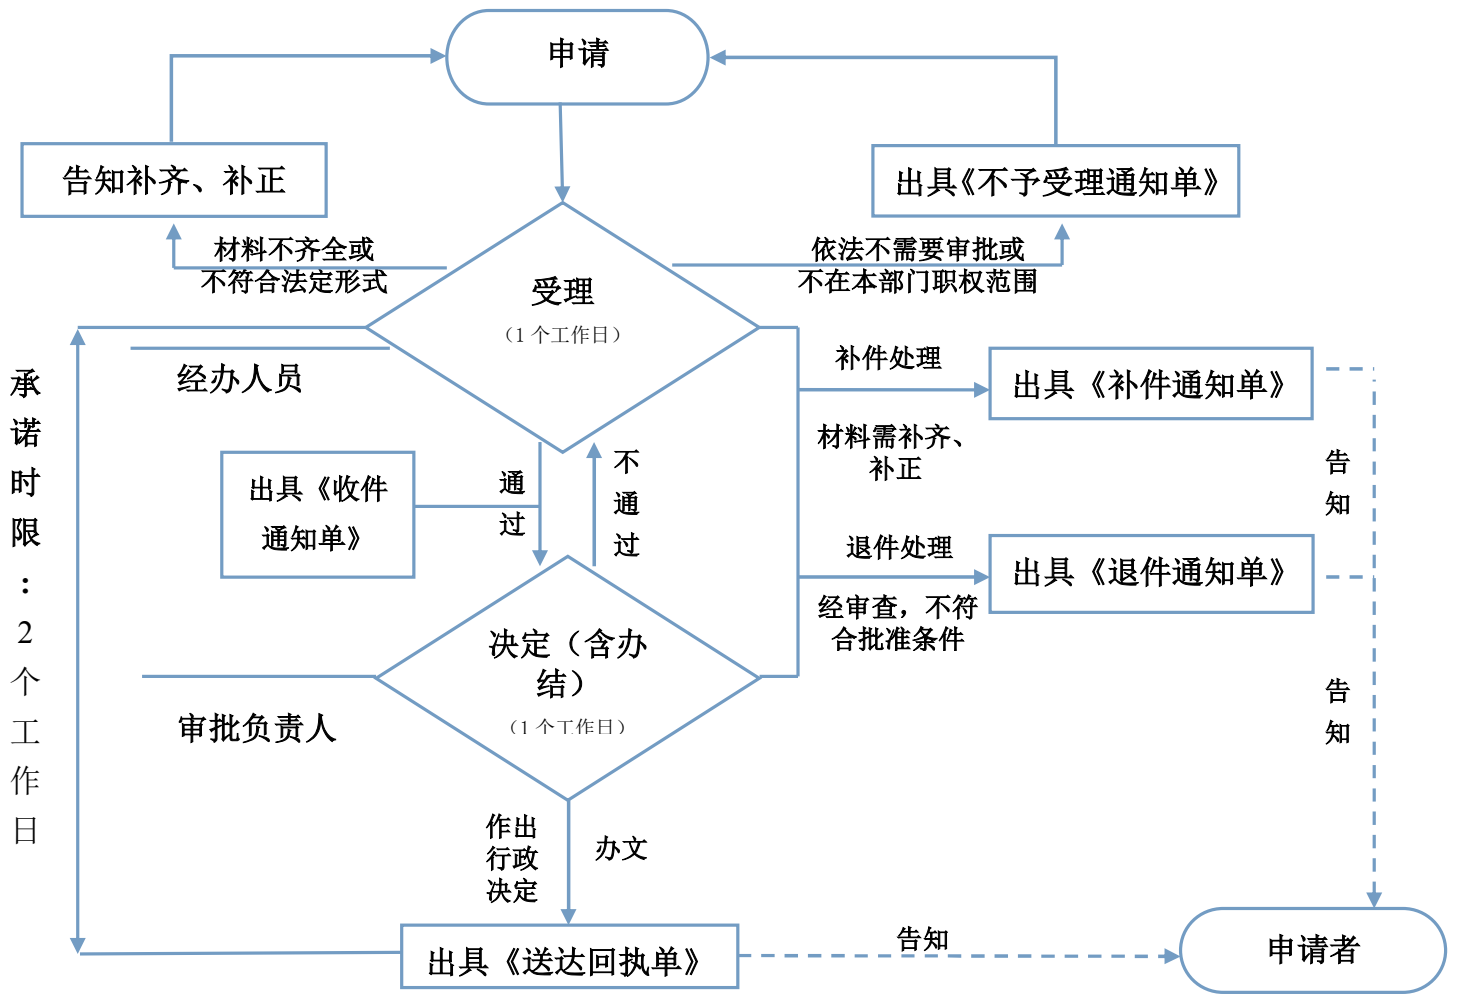 申请
告知补齐、补正
出具《不予受理通知单》
材料不齐全或
不符合法定形式
依法不需要审批或
不在本部门职权范围
受理
（1 个工作日）
经办人员
补件处理
出具《补件通知单》
材料需补齐、
补正
承诺时限：2个工作日
出具《收件
通知单》
通过
不通过
告知
退件处理
出具《退件通知单》
经审查，不符
合批准条件
决定（含办
结）
（1 个工作日）
审批负责人
告知
作出
行政
决定
办文
出具《送达回执单》
告知
申请者